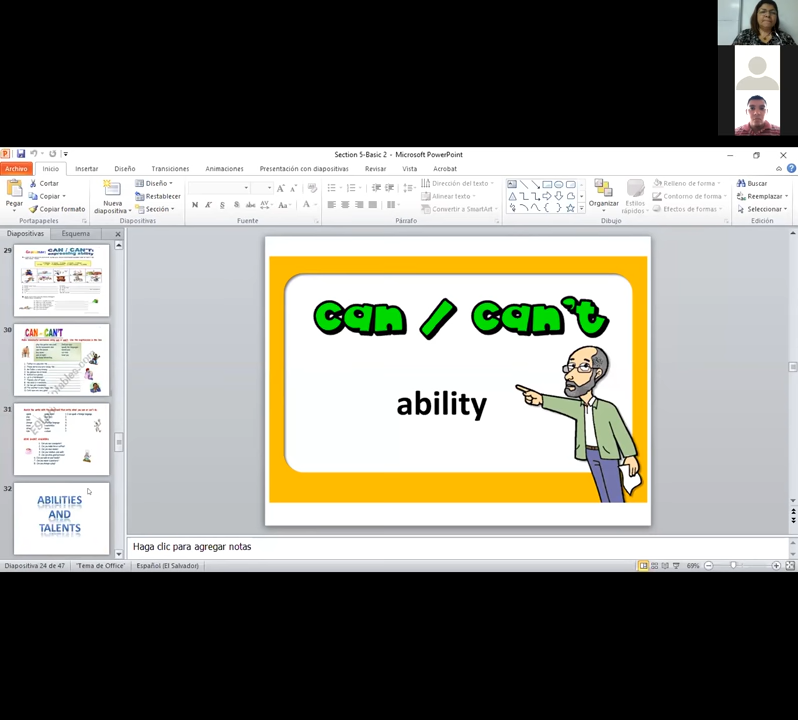 Section 5-Basic 2 - Microsoft PowerPoint
Archivo Inicio Insertar Diseño Transiciones Animaciones Presentación con diapositivas Revisar Vista Acrobat
Pegar
Cortar
Copiar
Copiar formato
Portapapeles
Nueva diapositiva
Diseño
Restablecer
Sección
Diapositivas
Fuente
Dirección del texto
Alinear texto
Convertir a SmartArt
Párrafo
Organizar
Estilos rápidos
Relleno de forma
Contorno de forma
Efectos de formas
Dibujo
Buscar
Reemplazar
Seleccionar
Edición
Diapositivas Esquema
29
CAN / CAN'T:
30
CAN - CAN'T
31
32
ABILITIES
AND
TALENTS
can / can't
ability
Haga clic para agregar notas
Diapositiva 24 de 47 "Tema de Office" Español (El Salvador) 69%